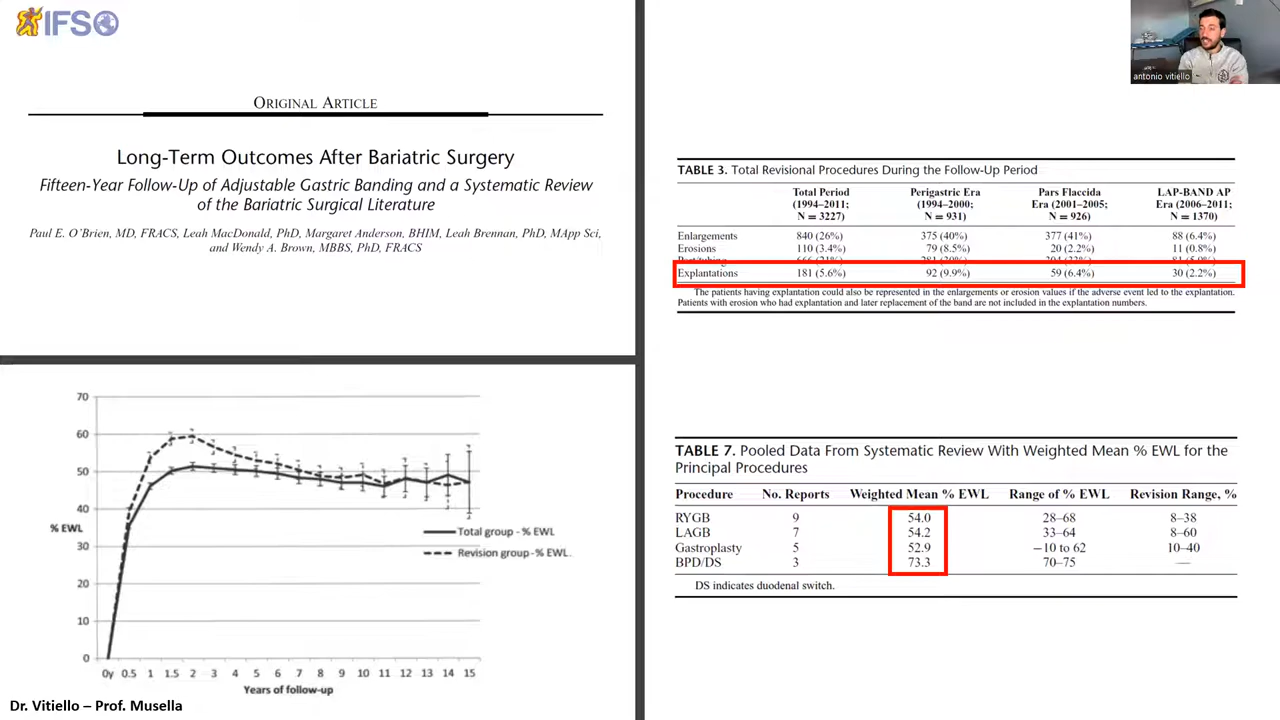 IFSO
ORIGINAL ARTICLE
Long-Term Outcomes After Bariatric Surgery
Fifteen-Year Follow-Up of Adjustable Gastric Banding and a Systematic Review
of the Bariatric Surgical Literature
Paul E. O'Brien, MD, FRACS, Leah MacDonald, PhD, Margaret Anderson, BHIM, Leah Brennan, PhD, MApp Sci,
and Wendy A. Brown, MBBS, PhD, FRACS
70
60
50
40
% EWL
30
20
10
0
Total group - % EWL
Revision group - % EWL.
0y 0.5 1 1.5 2 3 4 5 6 7 8 9 10 11 12 13 14 15
Years of follow-up
Dr. Vitiello – Prof. Musella
antonio vitiello
TABLE 3. Total Revisional Procedures During the Follow-Up Period
Total Period Perigastric Era Pars Flaccida LAP-BAND AP
(1994–2011; (1994–2000; Era (2001–2005; Era (2006–2011;
N = 3227) N = 931) N = 926) N = 1370)
Enlargements 840 (26%) 375 (40%) 377 (41%) 88 (6.4%)
Erosions 110 (3.4%) 79 (8.5%) 20 (2.2%) 11 (0.8%)
Explantations 181 (5.6%) 92 (9.9%) 59 (6.4%) 30 (2.2%)
The patients having explantation could also be represented in the enlargements or erosion values if the adverse event led to the explantation.
Patients with erosion who had explantation and later replacement of the band are not included in the explantation numbers.
TABLE 7. Pooled Data From Systematic Review With Weighted Mean % EWL for the
Principal Procedures
Procedure No. Reports Weighted Mean % EWL Range of % EWL Revision Range, %
RYGB 9 54.0 28–68 8–38
LAGB 7 54.2 33–64 8–60
Gastroplasty 5 52.9 −10 to 62 10–40
BPD/DS 3 73.3 70–75 —
DS indicates duodenal switch.